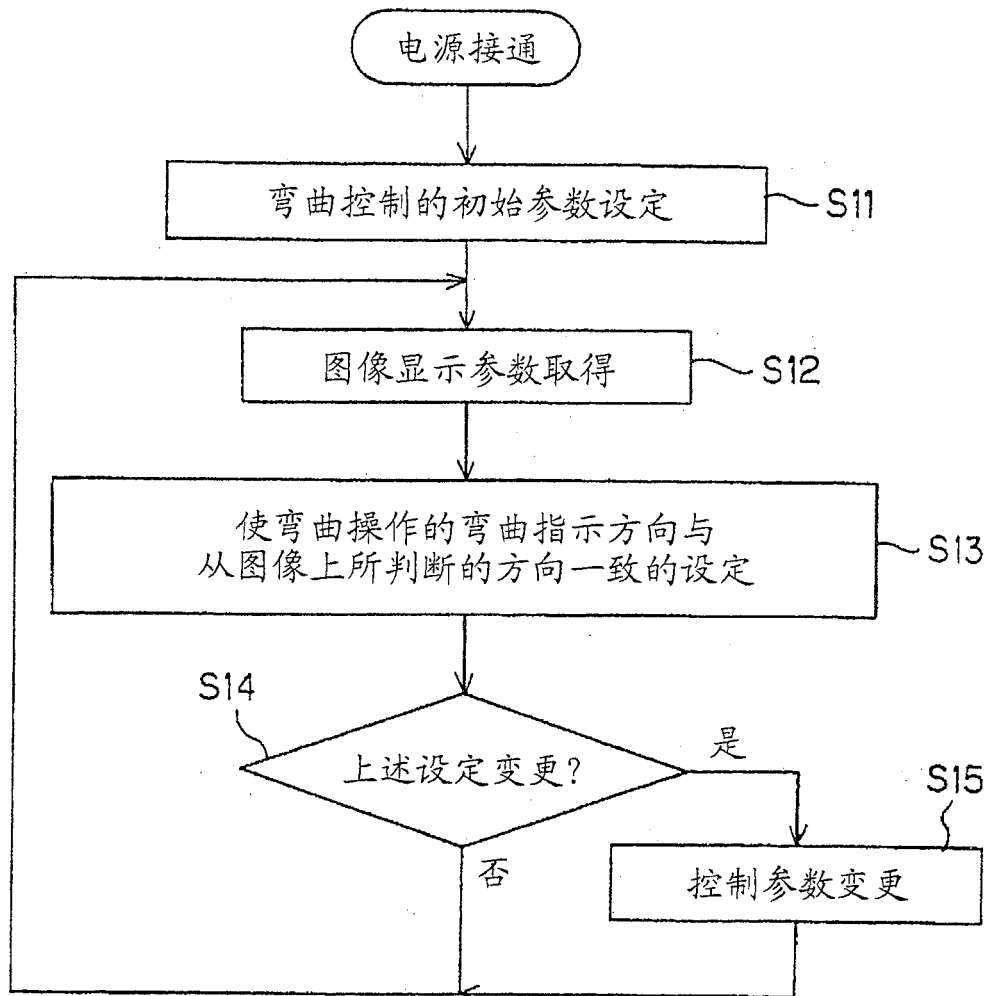 电源接通
弯曲控制的初始参数设定
S11
图像显示参数取得
S12
使弯曲操作的弯曲指示方向与
从图像上所判断的方向一致的设定
S13
S14
上述设定变更?
是
否
S15
控制参数变更